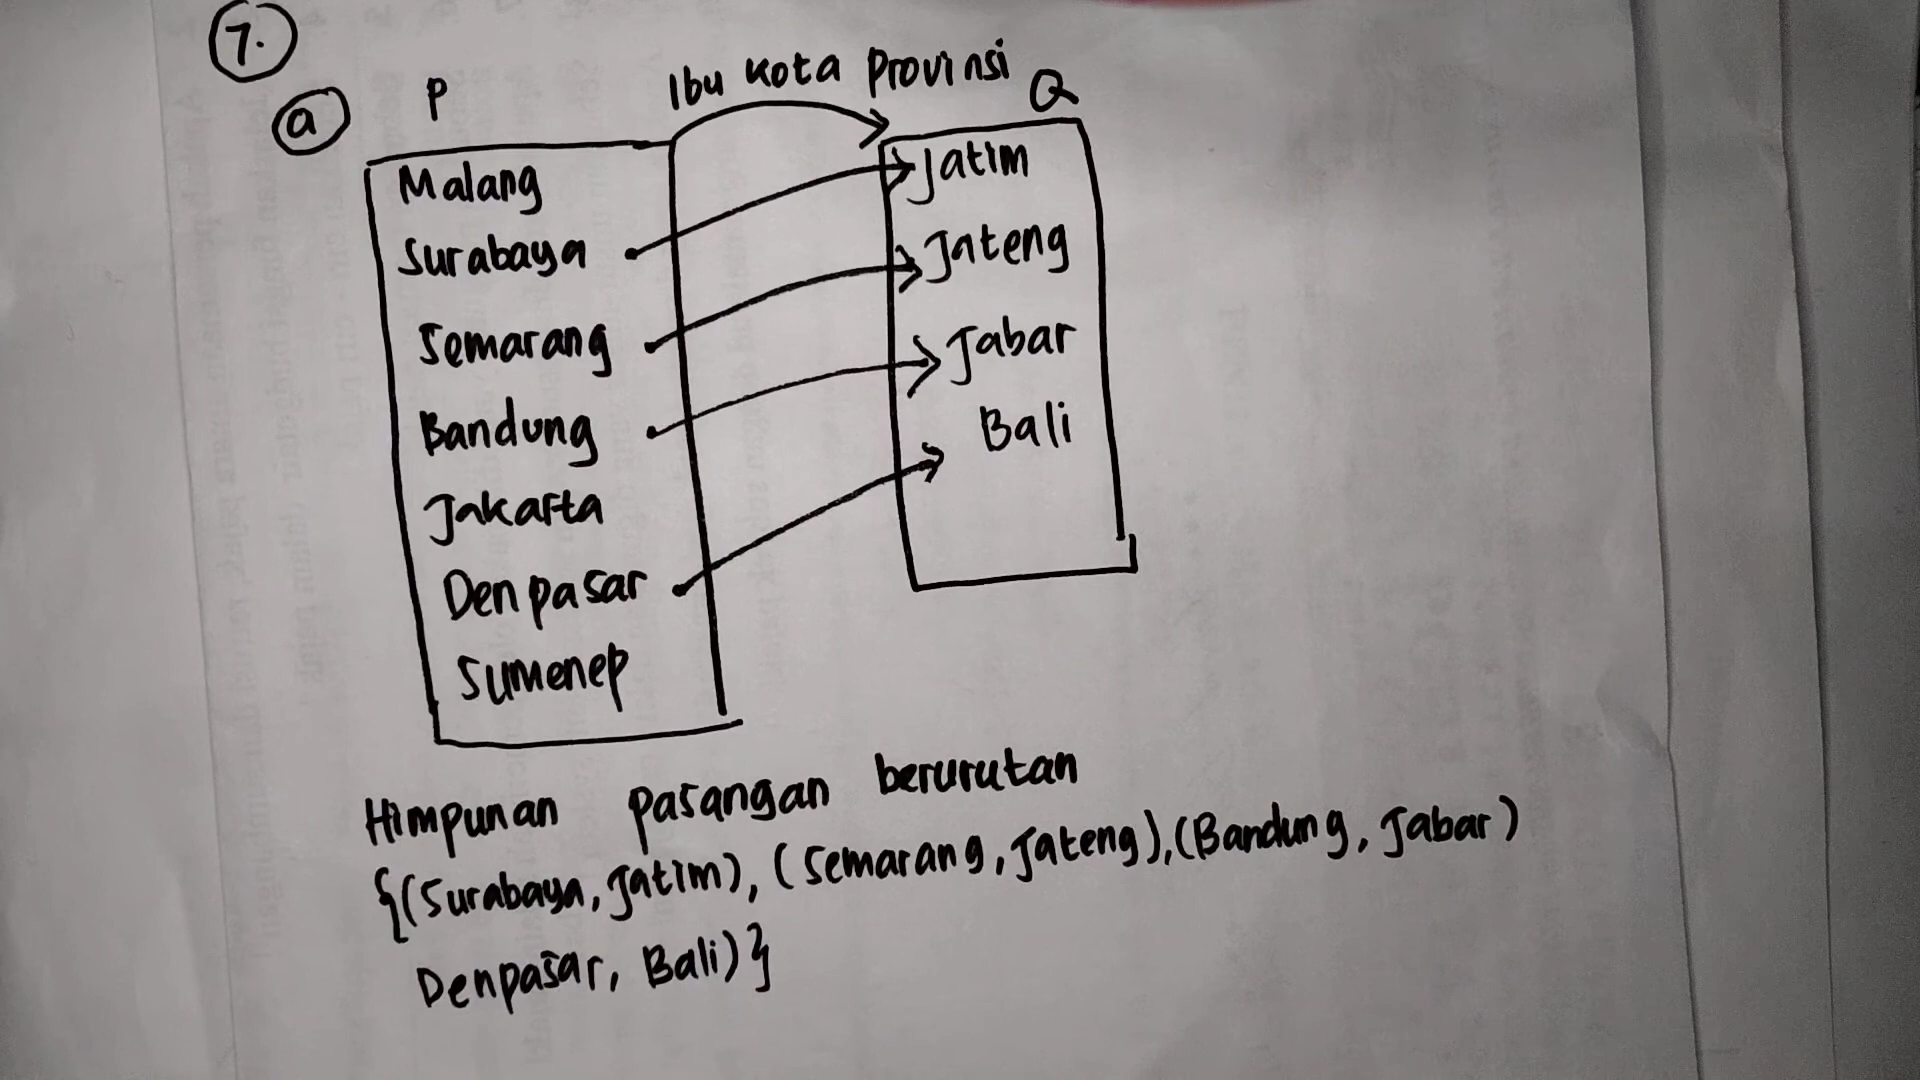 7.
a
P
Ibu Kota Provinsi
Q
Malang
Surabaya
Semarang
Bandung
Jakarta
Denpasar
Sumenep
Jatim
Jateng
Jabar
Bali
Himpunan pasangan berurutan
{(Surabaya, Jatim), (Semarang, Jateng), (Bandung, Jabar)
Denpasar, Bali)}